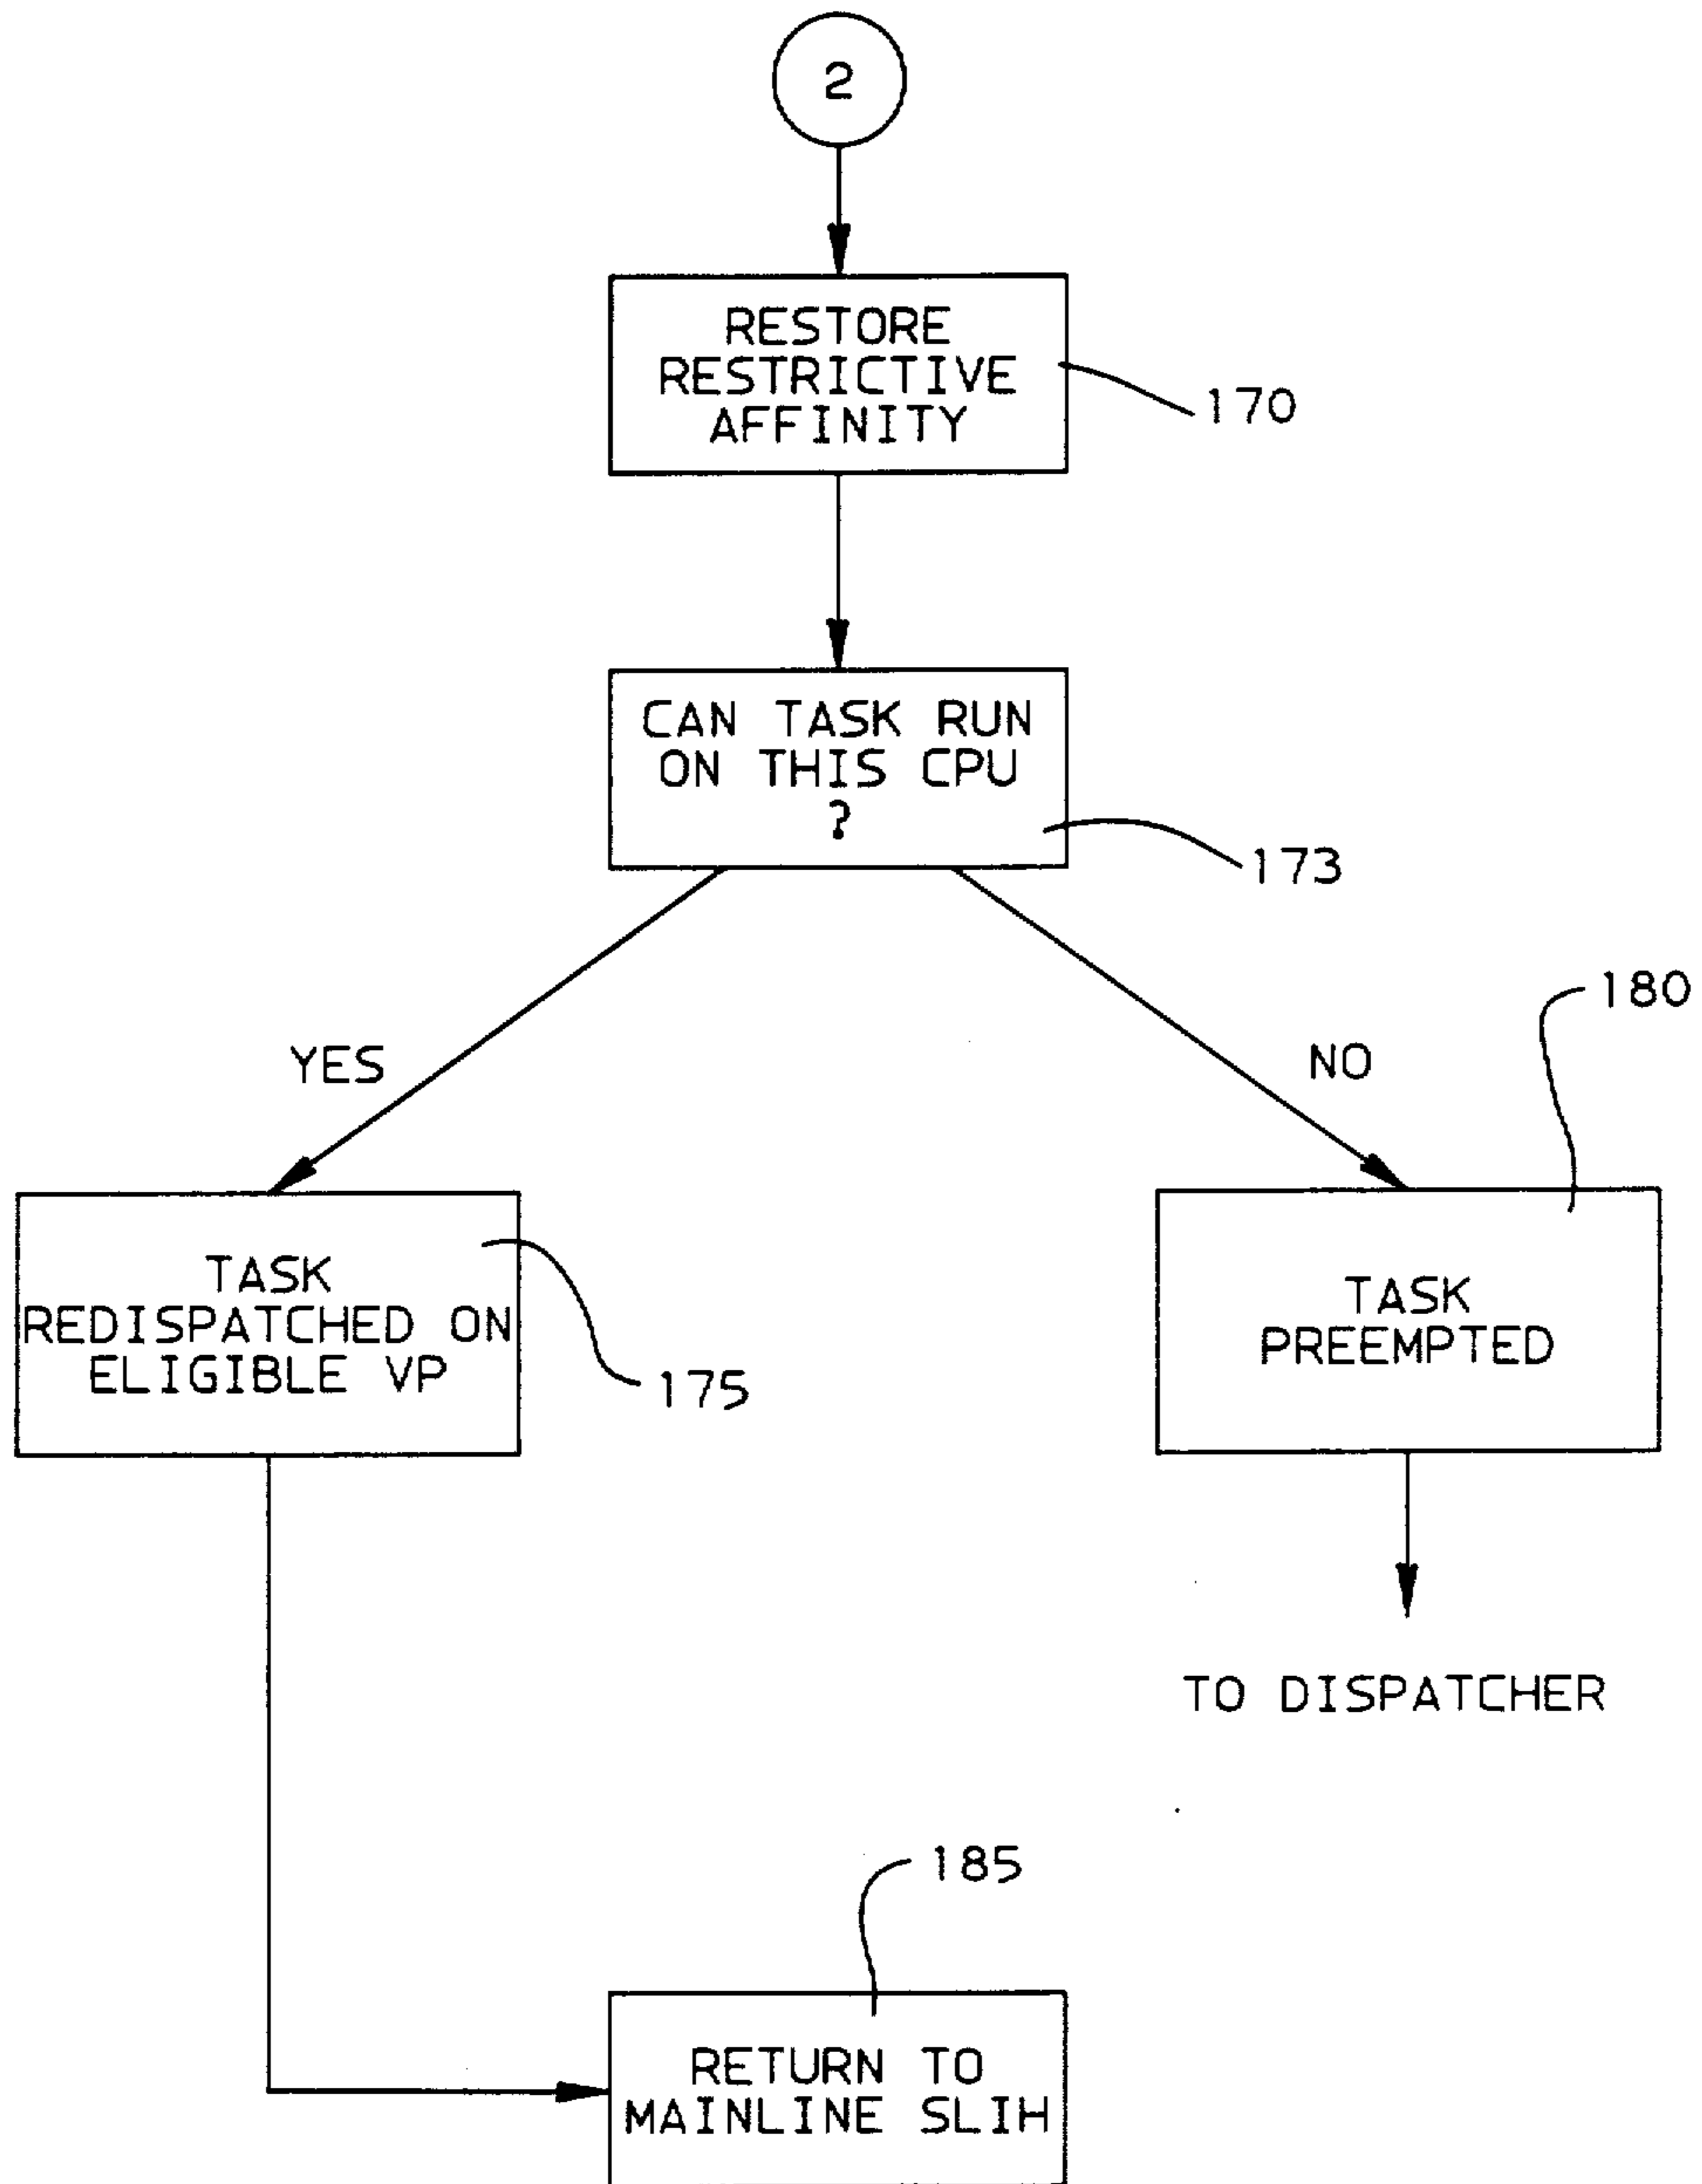 2
RESTORE
RESTRICTIVE
AFFINITY
170
CAN TASK RUN
ON THIS CPU
?
173
180
YES
NO
TASK
REDISPATCHED ON
ELIGIBLE VP
175
TASK
PREEMPTED
TO DISPATCHER
185
RETURN TO
MAINLINE SLIH